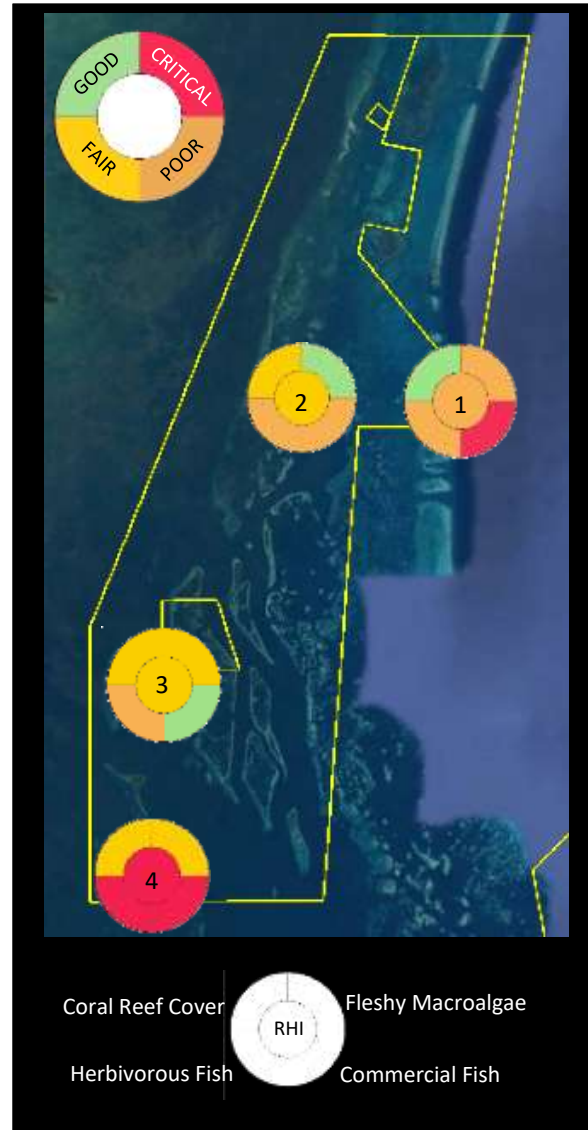 GOOD
CRITICAL
FAIR
POOR
2
1
3
4
Coral Reef Cover
Fleshy Macroalgae
RHI
Herbivorous Fish
Commercial Fish